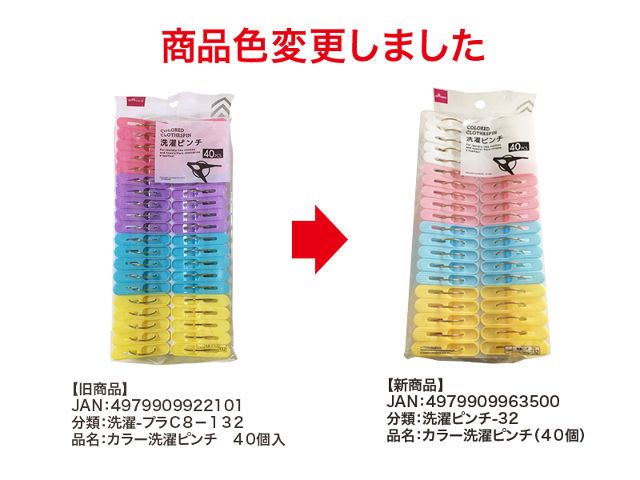 商品色変更しました
COLORED
CLOTHESPIN
洗濯ピンチ
40PCS
COLORED
CLOTHESPIN
洗濯ピンチ
40PCS
【旧商品】
JAN:4979909922101
分類:洗濯-プラC8－132
品名:カラー洗濯ピンチ　40個入
【新商品】
JAN:4979909963500
分類:洗濯ピンチ-32
品名:カラー洗濯ピンチ(40個)